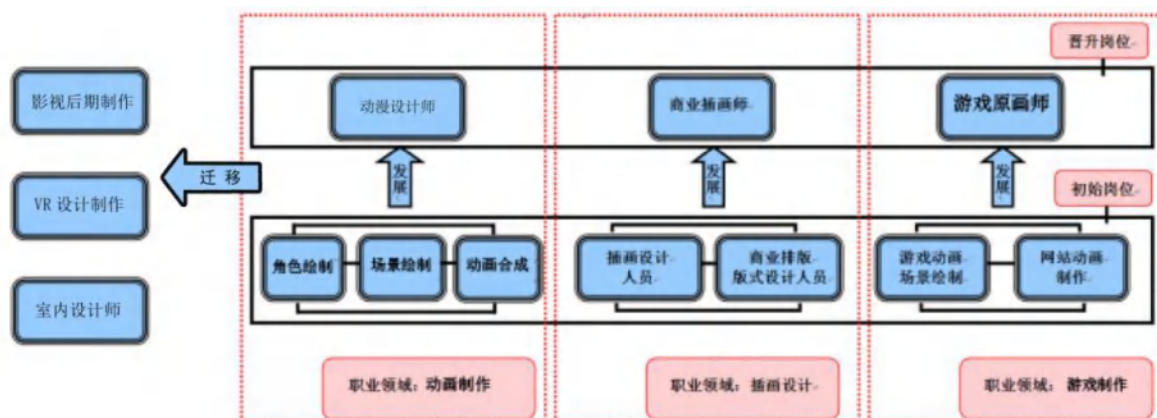 晋升岗位
影视后期制作
动漫设计师
商业插画师
游戏原画师
迁 移
发展
发展
发展
VR 设计制作
初始岗位
角色绘制
场景绘制
动画合成
插画设计
人员
商业排版
版式设计人员
游戏动画
场景绘制
网站动画
制作
室内设计师
职业领域：动画制作
职业领域：插画设计
职业领域：游戏制作